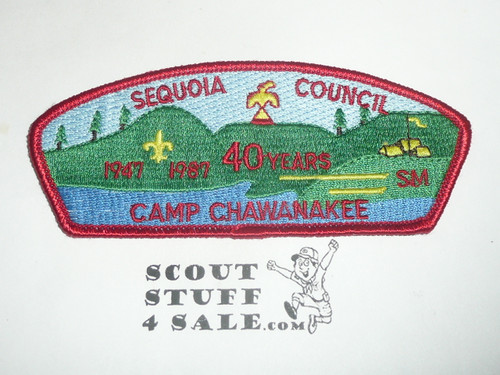 SEQUOIA COUNCIL
1947 1987 40 YEARS
SM
CAMP CHAWANAKEE
SCOUT
STUFF
4 SALE.COM